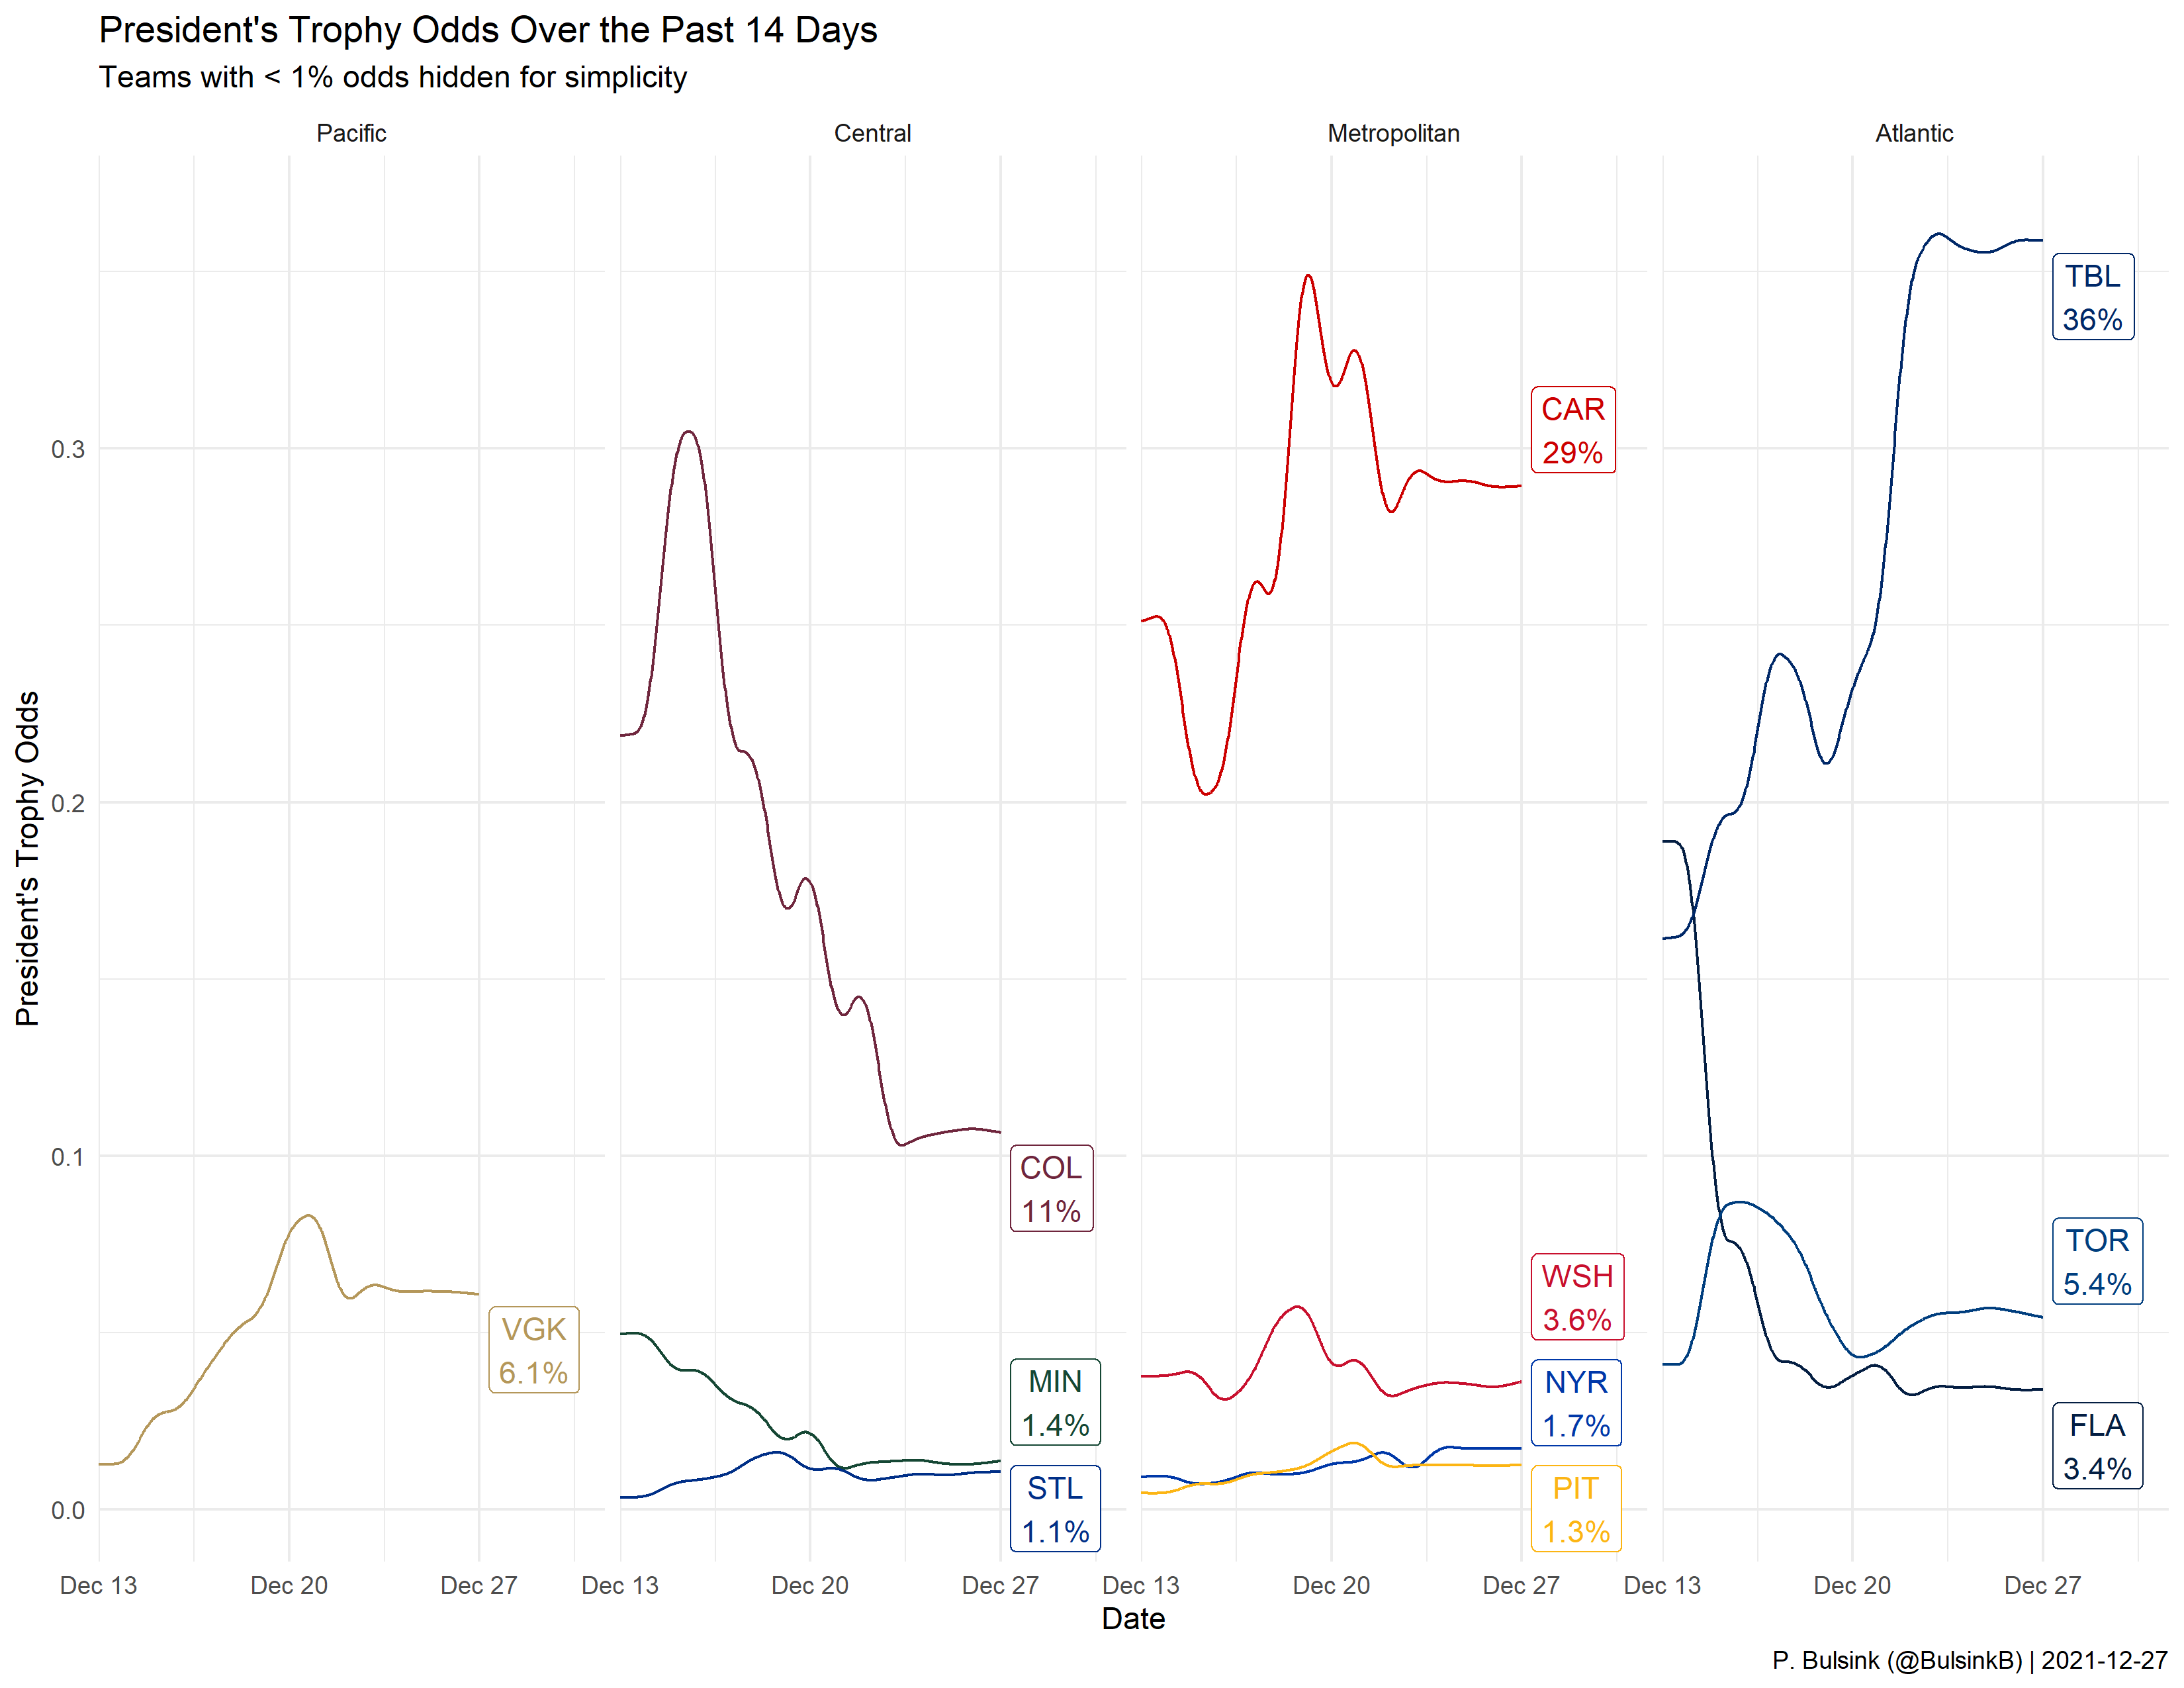 President's Trophy Odds Over the Past 14 Days
Teams with < 1% odds hidden for simplicity
Pacific
Central
Metropolitan
Atlantic
President's Trophy Odds
0.3
0.2
0.1
0.0
VGK
6.1%
COL
11%
MIN
1.4%
STL
1.1%
CAR
29%
WSH
3.6%
NYR
1.7%
PIT
1.3%
TBL
36%
TOR
5.4%
FLA
3.4%
Dec 13 Dec 20 Dec 27 Dec 13 Dec 20 Dec 27 Dec 13 Dec 20 Dec 27 Dec 13 Dec 20 Dec 27
Date
P. Bulsink (@BulsinkB) | 2021-12-27